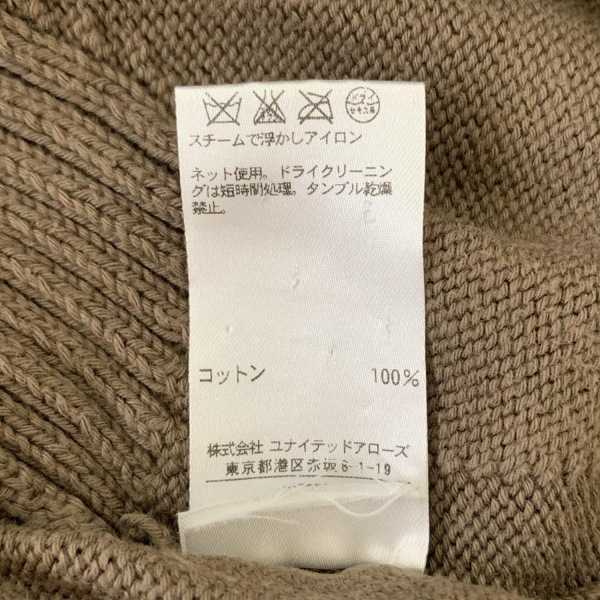 スチームで浮かしアイロン
ネット使用。ドライクリーニン
グは短時間処理。タンブル乾燥
禁止。
コットン 100%
株式会社 ユナイテッドアローズ
東京都港区赤坂8-1-19